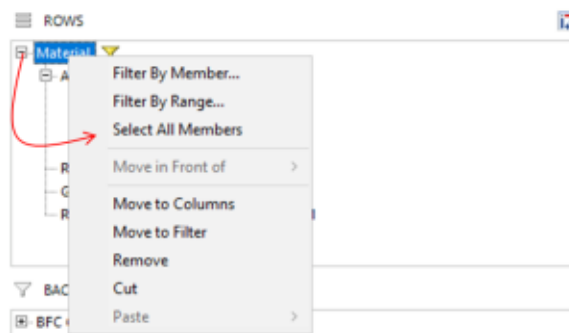 ROWS
Material
A
Filter By Member...
Filter By Range...
Select All Members
R
Move in Front of
G
R
Move to Columns
Move to Filter
Remove
BAC
Cut
BFC
Paste